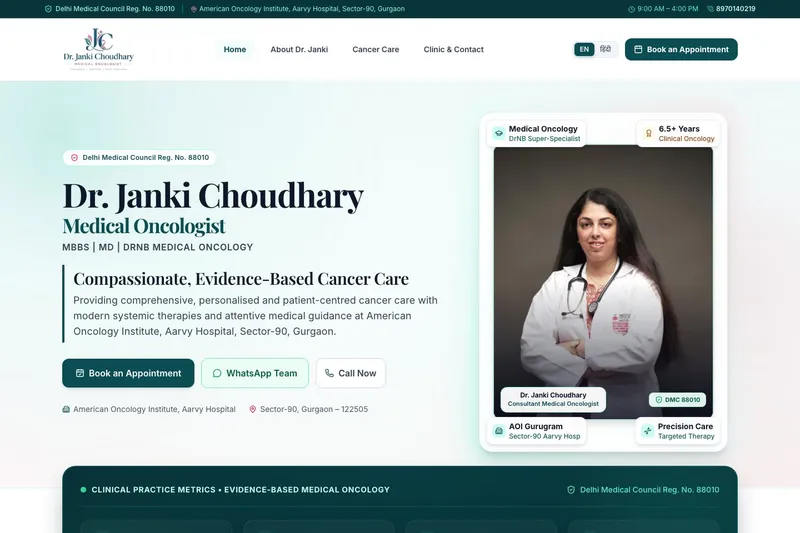 Delhi Medical Council Reg. No. 88010
American Oncology Institute, Aarvy Hospital, Sector-90, Gurgaon
9:00 AM – 4:00 PM
8970140219
Dr. Janki Choudhary
MEDICAL ONCOLOGIST
Home
About Dr. Janki
Cancer Care
Clinic & Contact
EN
हिंदी
Book an Appointment
Delhi Medical Council Reg. No. 88010
Dr. Janki Choudhary
Medical Oncologist
MBBS | MD | DRNB MEDICAL ONCOLOGY
Compassionate, Evidence-Based Cancer Care
Providing comprehensive, personalised and patient-centred cancer care with
modern systemic therapies and attentive medical guidance at American
Oncology Institute, Aarvy Hospital, Sector-90, Gurgaon.
Book an Appointment
WhatsApp Team
Call Now
American Oncology Institute
Sector-90, Gurgaon – 122505
Medical Oncology
DrNB Super-Specialist
6.5+ Years
Clinical Oncology
Dr. Janki Choudhary
Consultant Medical Oncologist
DMC 88010
AOI Gurugram
Sector-90 Aarvy Hosp
Precision Care
Targeted Therapy
CLINICAL PRACTICE METRICS • EVIDENCE-BASED MEDICAL ONCOLOGY
Delhi Medical Council Reg. No. 88010